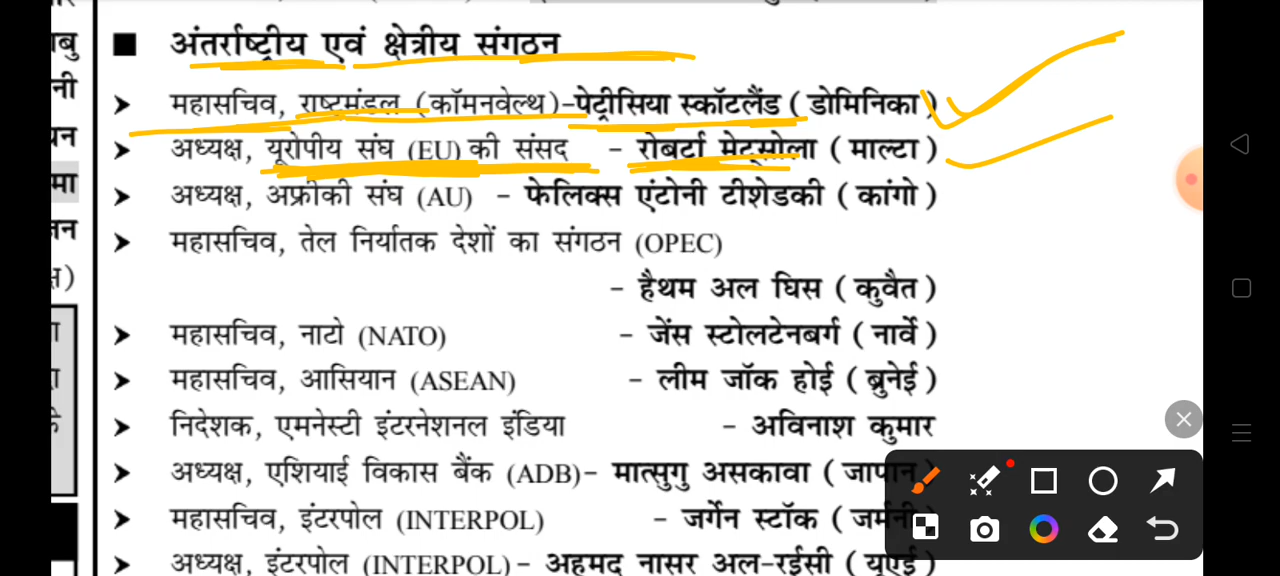 ■ अंतर्राष्ट्रीय एवं क्षेत्रीय संगठन
➤ महासचिव, राष्ट्रमंडल (कॉमनवेल्थ)–पेट्रीसिया स्कॉटलैंड (डोमिनिका)
➤ अध्यक्ष, यूरोपीय संघ (EU) की संसद – रोबर्टा मेट्सोला (माल्टा)
➤ अध्यक्ष, अफ्रीकी संघ (AU) – फेलिक्स एंटोनी टीशेडकी (कांगो)
➤ महासचिव, तेल निर्यातक देशों का संगठन (OPEC)
– हैथम अल घिस (कुवैत)
➤ महासचिव, नाटो (NATO) – जेंस स्टोलटेनबर्ग (नार्वे)
➤ महासचिव, आसियान (ASEAN) – लीम जॉक होई (ब्रुनेई)
➤ निदेशक, एमनेस्टी इंटरनेशनल इंडिया – अविनाश कुमार
➤ अध्यक्ष, एशियाई विकास बैंक (ADB)– मात्सुगु असकावा (जापान)
➤ महासचिव, इंटरपोल (INTERPOL) – जर्गेन स्टॉक (जर्मनी)
➤ अध्यक्ष, इंटरपोल (INTERPOL) – अहमद नासर अल-रईसी (यूएई)